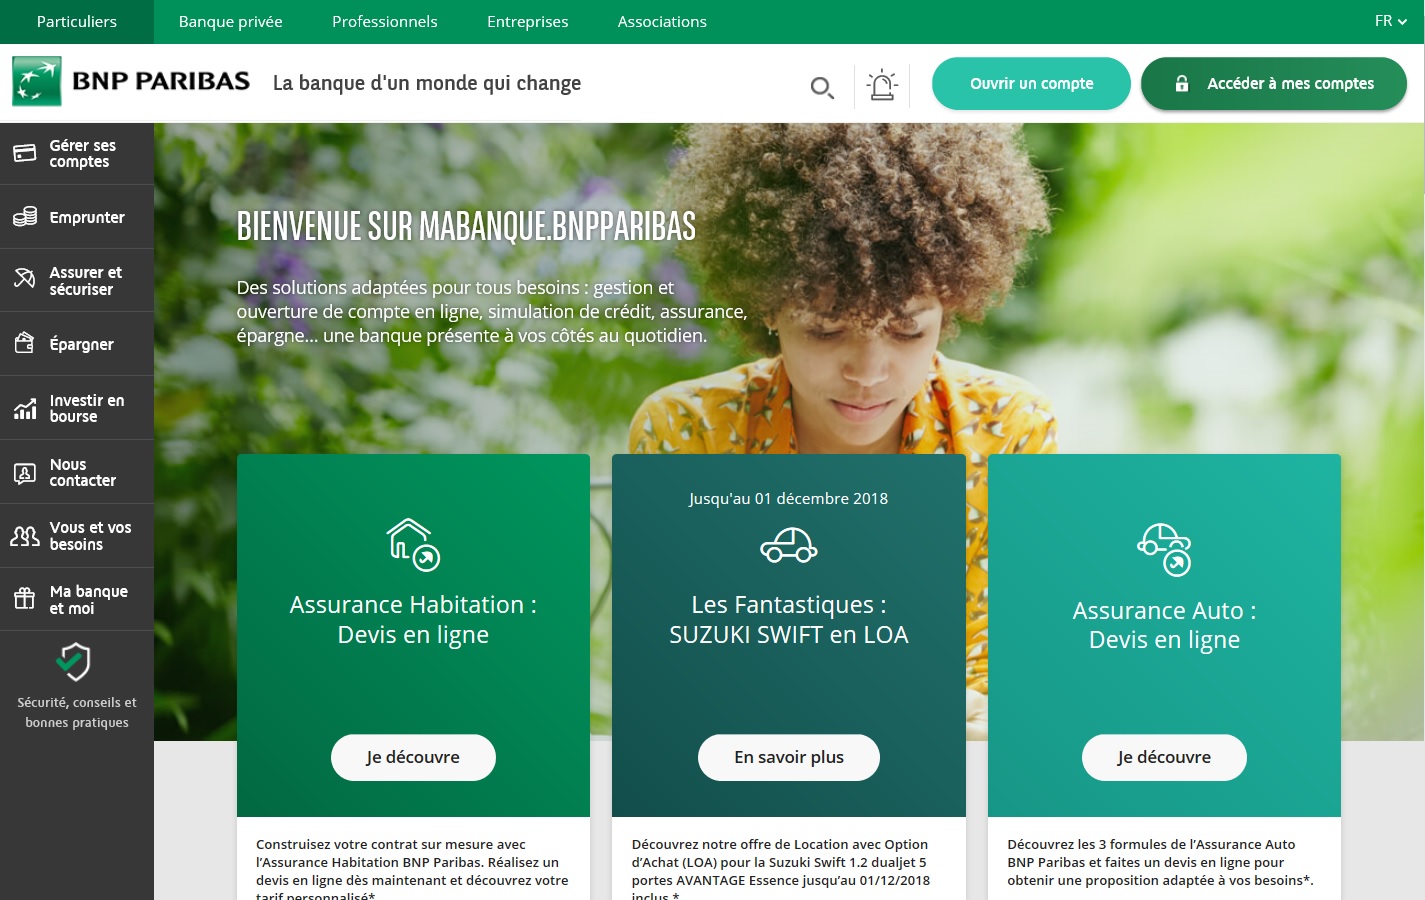 Particuliers
Banque privée
Professionnels
Entreprises
Associations
FR
BNP PARIBAS
La banque d'un monde qui change
Ouvrir un compte
Accéder à mes comptes
Gérer ses
comptes
Emprunter
Assurer et
sécuriser
Épargner
Investir en
bourse
Nous
contacter
Vous et vos
besoins
Ma banque
et moi
Sécurité, conseils et
bonnes pratiques
BIENVENUE SUR MABANQUE.BNPPARIBAS
Des solutions adaptées pour tous besoins : gestion et
ouverture de compte en ligne, simulation de crédit, assurance,
épargne... une banque présente à vos côtés au quotidien.
Assurance Habitation :
Devis en ligne
Je découvre
Construisez votre contrat sur mesure avec
l’Assurance Habitation BNP Paribas. Réalisez un
devis en ligne dès maintenant et découvrez votre
tarif personnalisé*
Jusqu'au 01 décembre 2018
Les Fantastiques :
SUZUKI SWIFT en LOA
En savoir plus
Découvrez notre offre de Location avec Option
d’Achat (LOA) pour la Suzuki Swift 1.2 dualjet 5
portes AVANTAGE Essence jusqu’au 01/12/2018
inclus.*
Assurance Auto :
Devis en ligne
Je découvre
Découvrez les 3 formules de l’Assurance Auto
BNP Paribas et faites un devis en ligne pour
obtenir une proposition adaptée à vos besoins*.